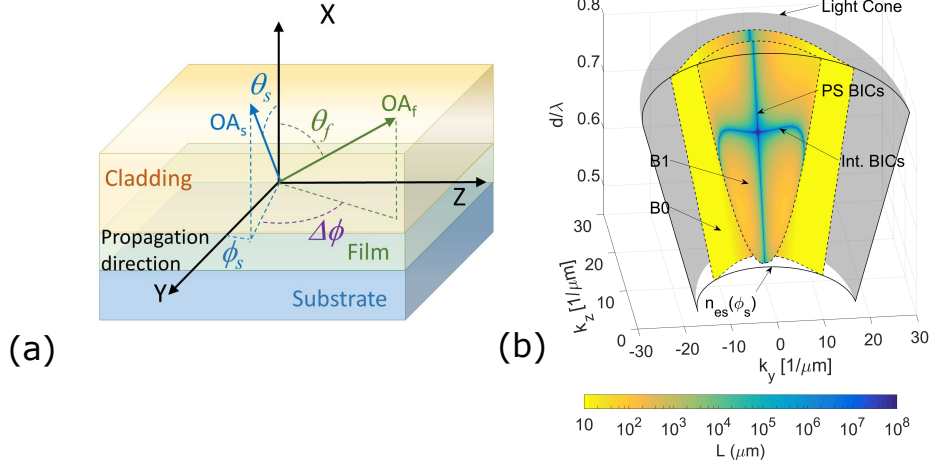 X
θs
OAs
θf
OAf
Cladding
Z
Propagation
direction
ϕs
Δϕ
Film
Y
Substrate
(a)
0.8
0.7
0.6
0.5
d/λ
Light Cone
PS BICs
Int. BICs
B1
B0
nes(ϕs)
30
20
10
0
kz [1/μm]
-30 -20 -10 0 10 20 30
ky [1/μm]
(b)
10 10² 10³ 10⁴ 10⁵ 10⁶ 10⁷ 10⁸
L (μm)